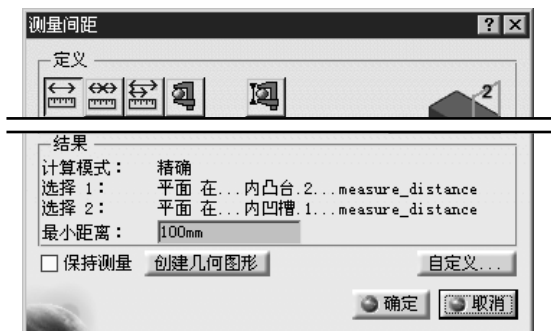 测量间距
定义
2
结果
计算模式： 精确
选择 1： 平面 在...内凸台.2...measure_distance
选择 2： 平面 在...内凹槽.1...measure_distance
最小距离： 100mm
保持测量 创建几何图形 自定义...
确定 取消